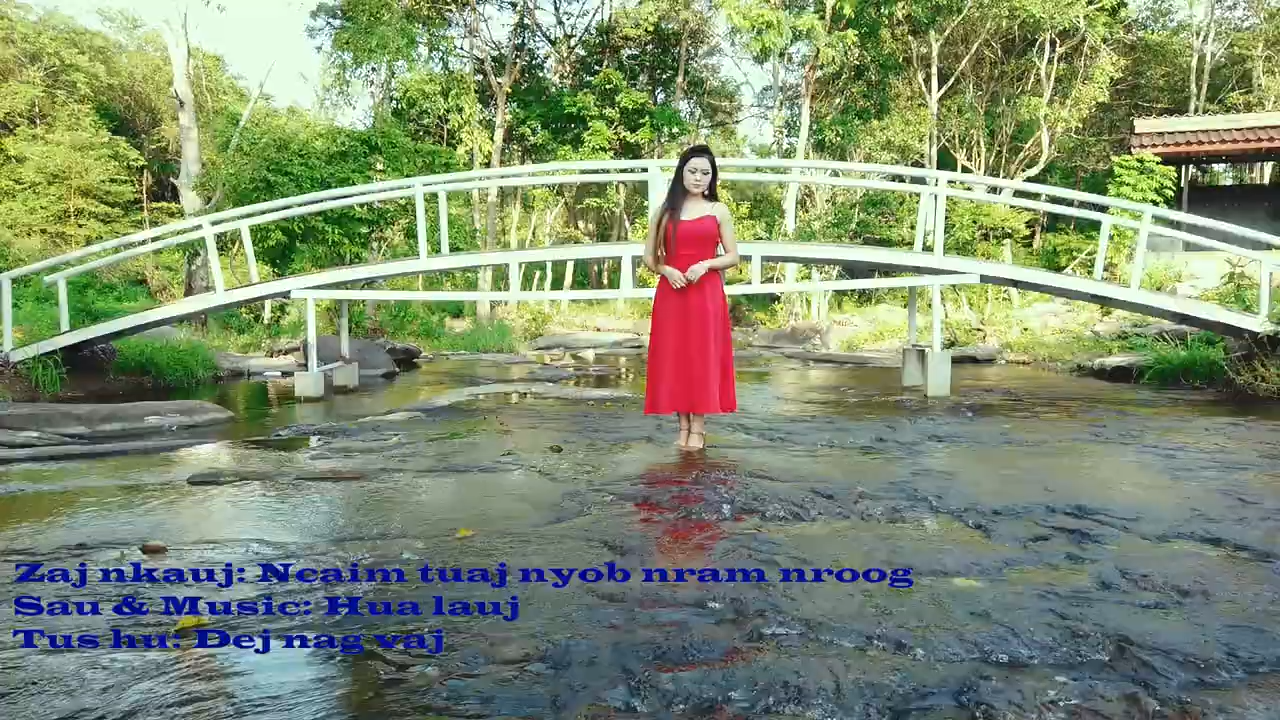 Zaj nkauj: Ncaim tuaj nyob nram nroog
Sau & Music: Hua lauj
Tus hu: Dej nag vaj